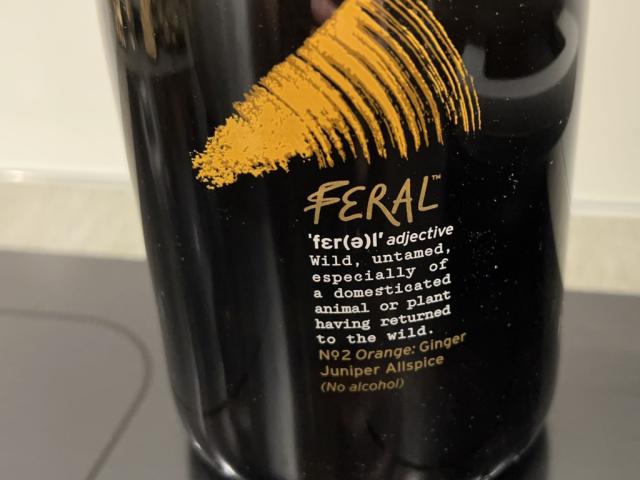 FERAL™
'fɛr(ə)l' adjective
Wild, untamed,
especially of
a domesticated
animal or plant
having returned
to the wild.
Nº2 Orange: Ginger
Juniper Allspice
(No alcohol)